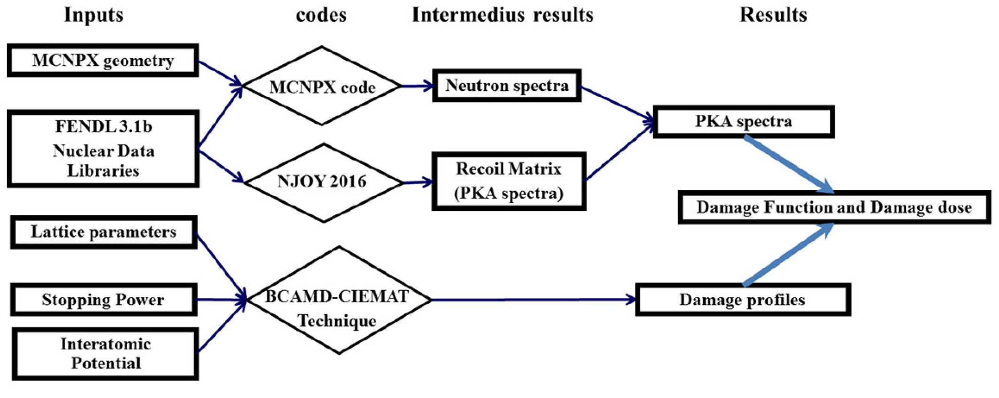 Inputs
codes
Intermedius results
Results
MCNPX geometry
MCNPX code
Neutron spectra
PKA spectra
FENDL 3.1b
Nuclear Data
Libraries
NJOY 2016
Recoil Matrix
(PKA spectra)
Damage Function and Damage dose
Lattice parameters
Stopping Power
Interatomic
Potential
BCAMD-CIEMAT
Technique
Damage profiles